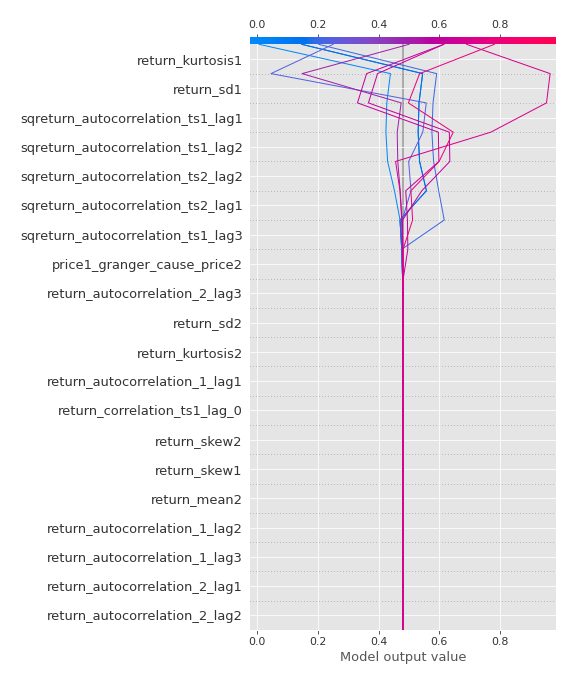 0.0 0.2 0.4 0.6 0.8
return_kurtosis1
return_sd1
sqreturn_autocorrelation_ts1_lag1
sqreturn_autocorrelation_ts1_lag2
sqreturn_autocorrelation_ts2_lag2
sqreturn_autocorrelation_ts2_lag1
sqreturn_autocorrelation_ts1_lag3
price1_granger_cause_price2
return_autocorrelation_2_lag3
return_sd2
return_kurtosis2
return_autocorrelation_1_lag1
return_correlation_ts1_lag_0
return_skew2
return_skew1
return_mean2
return_autocorrelation_1_lag2
return_autocorrelation_1_lag3
return_autocorrelation_2_lag1
return_autocorrelation_2_lag2
0.0 0.2 0.4 0.6 0.8
Model output value